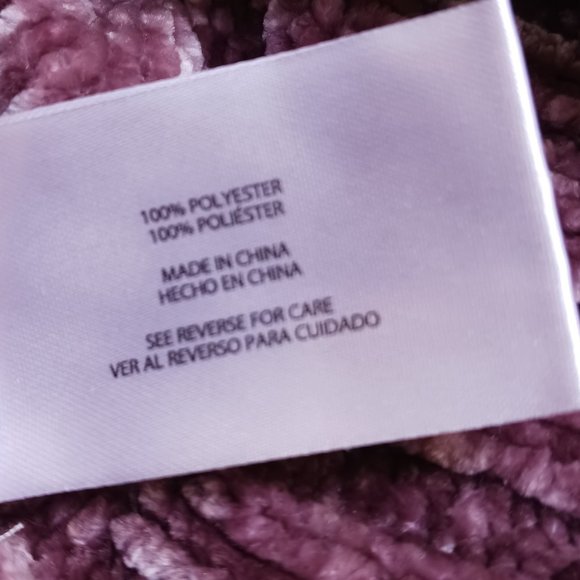 100% POLYESTER
100% POLIÉSTER
MADE IN CHINA
HECHO EN CHINA
SEE REVERSE FOR CARE
VER AL REVERSO PARA CUIDADO